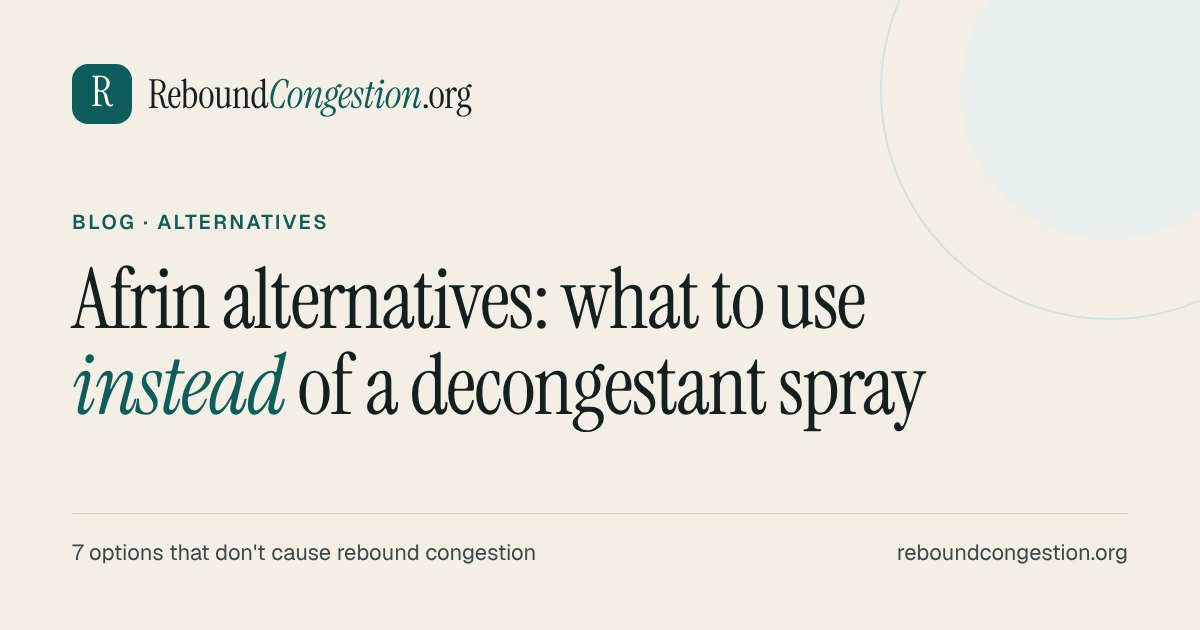 R
ReboundCongestion.org
BLOG · ALTERNATIVES
Afrin alternatives: what to use
instead of a decongestant spray
7 options that don't cause rebound congestion
reboundcongestion.org